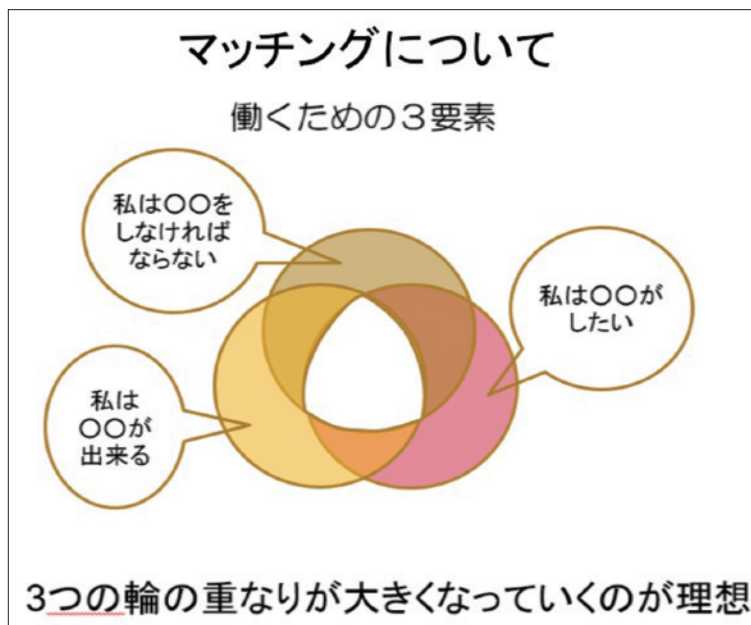 マッチングについて
働くための３要素
私は〇〇を
しなければ
ならない
私は〇〇が
したい
私は
〇〇が
出来る
3つの輪の重なりが大きくなっていくのが理想